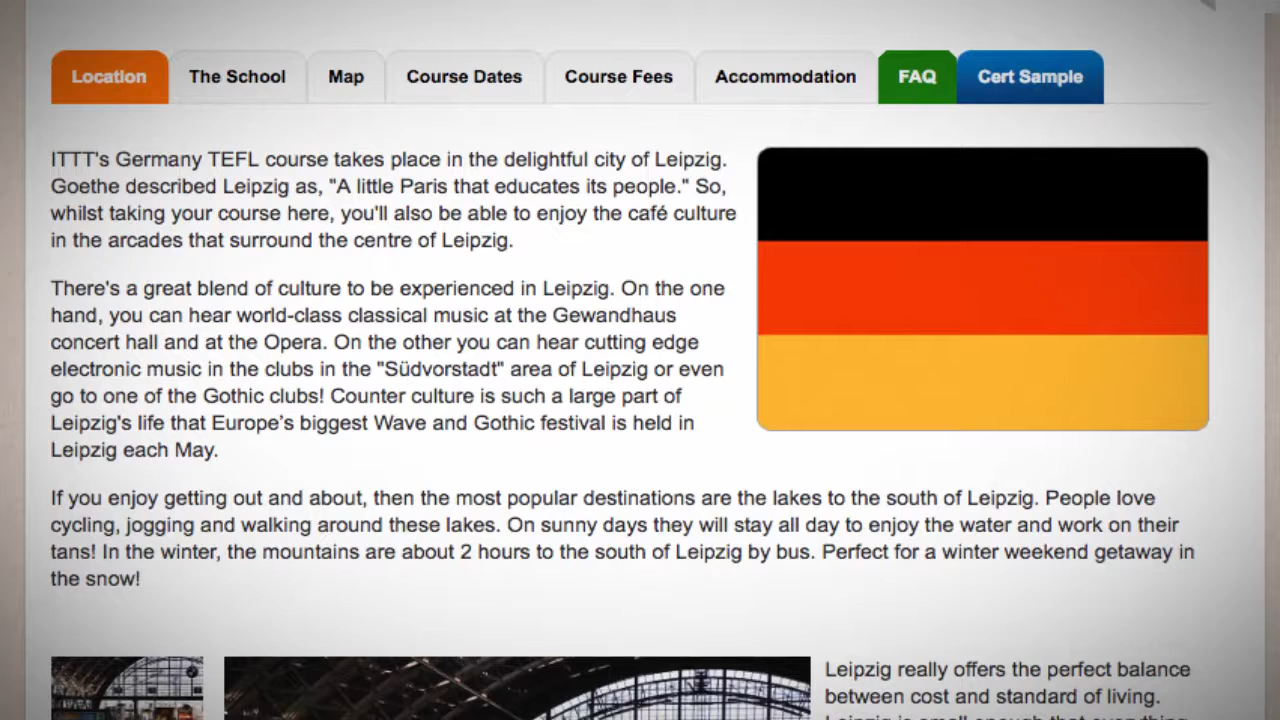 Location
The School
Map
Course Dates
Course Fees
Accommodation
FAQ
Cert Sample
ITTT's Germany TEFL course takes place in the delightful city of Leipzig.
Goethe described Leipzig as, "A little Paris that educates its people." So,
whilst taking your course here, you'll also be able to enjoy the café culture
in the arcades that surround the centre of Leipzig.
There's a great blend of culture to be experienced in Leipzig. On the one
hand, you can hear world-class classical music at the Gewandhaus
concert hall and at the Opera. On the other you can hear cutting edge
electronic music in the clubs in the "Südvorstadt" area of Leipzig or even
go to one of the Gothic clubs! Counter culture is such a large part of
Leipzig's life that Europe’s biggest Wave and Gothic festival is held in
Leipzig each May.
If you enjoy getting out and about, then the most popular destinations are the lakes to the south of Leipzig. People love
cycling, jogging and walking around these lakes. On sunny days they will stay all day to enjoy the water and work on their
tans! In the winter, the mountains are about 2 hours to the south of Leipzig by bus. Perfect for a winter weekend getaway in
the snow!
Leipzig really offers the perfect balance
between cost and standard of living.
Leipzig is small enough that everything